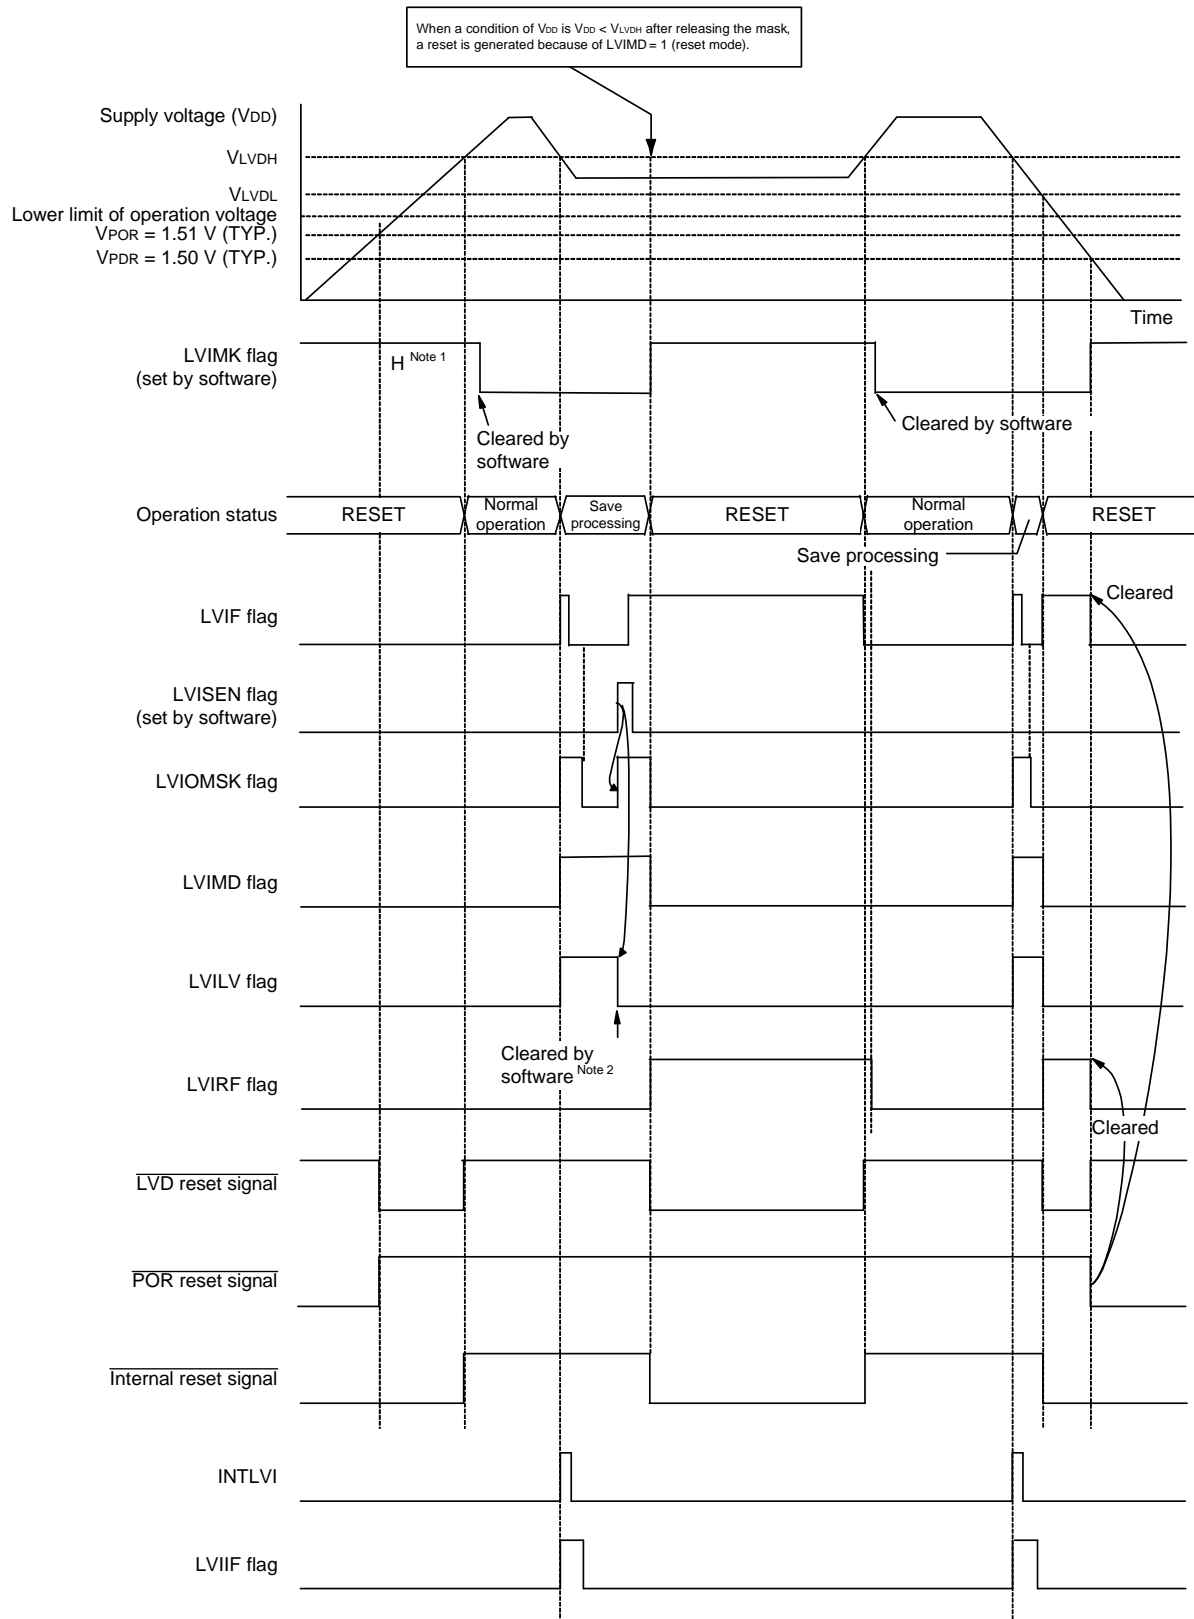 When a condition of VDD is VDD < VLVDH after releasing the mask,
a reset is generated because of LVIMD = 1 (reset mode).
Supply voltage (VDD)
VLVDH
VLVDL
Lower limit of operation voltage
VPOR = 1.51 V (TYP.)
VPDR = 1.50 V (TYP.)
Time
LVIMK flag
(set by software)
H Note 1
Cleared by
software
Cleared by software
Operation status
RESET
Normal
operation
Save
processing
RESET
Normal
operation
RESET
Save processing
LVIF flag
Cleared
LVISEN flag
(set by software)
LVIOMSK flag
LVIMD flag
LVILV flag
Cleared by
software Note 2
LVIRF flag
Cleared
LVD reset signal
POR reset signal
Internal reset signal
INTLVI
LVIIF flag